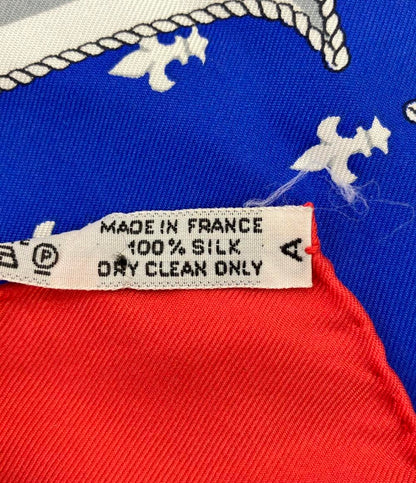 MADE IN FRANCE
100% SILK
DRY CLEAN ONLY
A
P